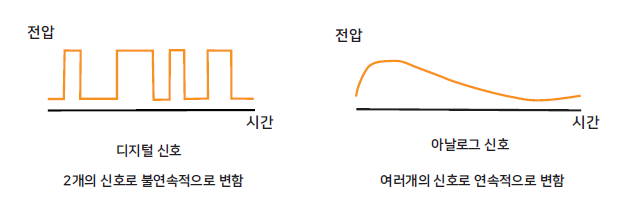 전압
시간
디지털 신호
2개의 신호로 불연속적으로 변함
전압
시간
아날로그 신호
여러개의 신호로 연속적으로 변함